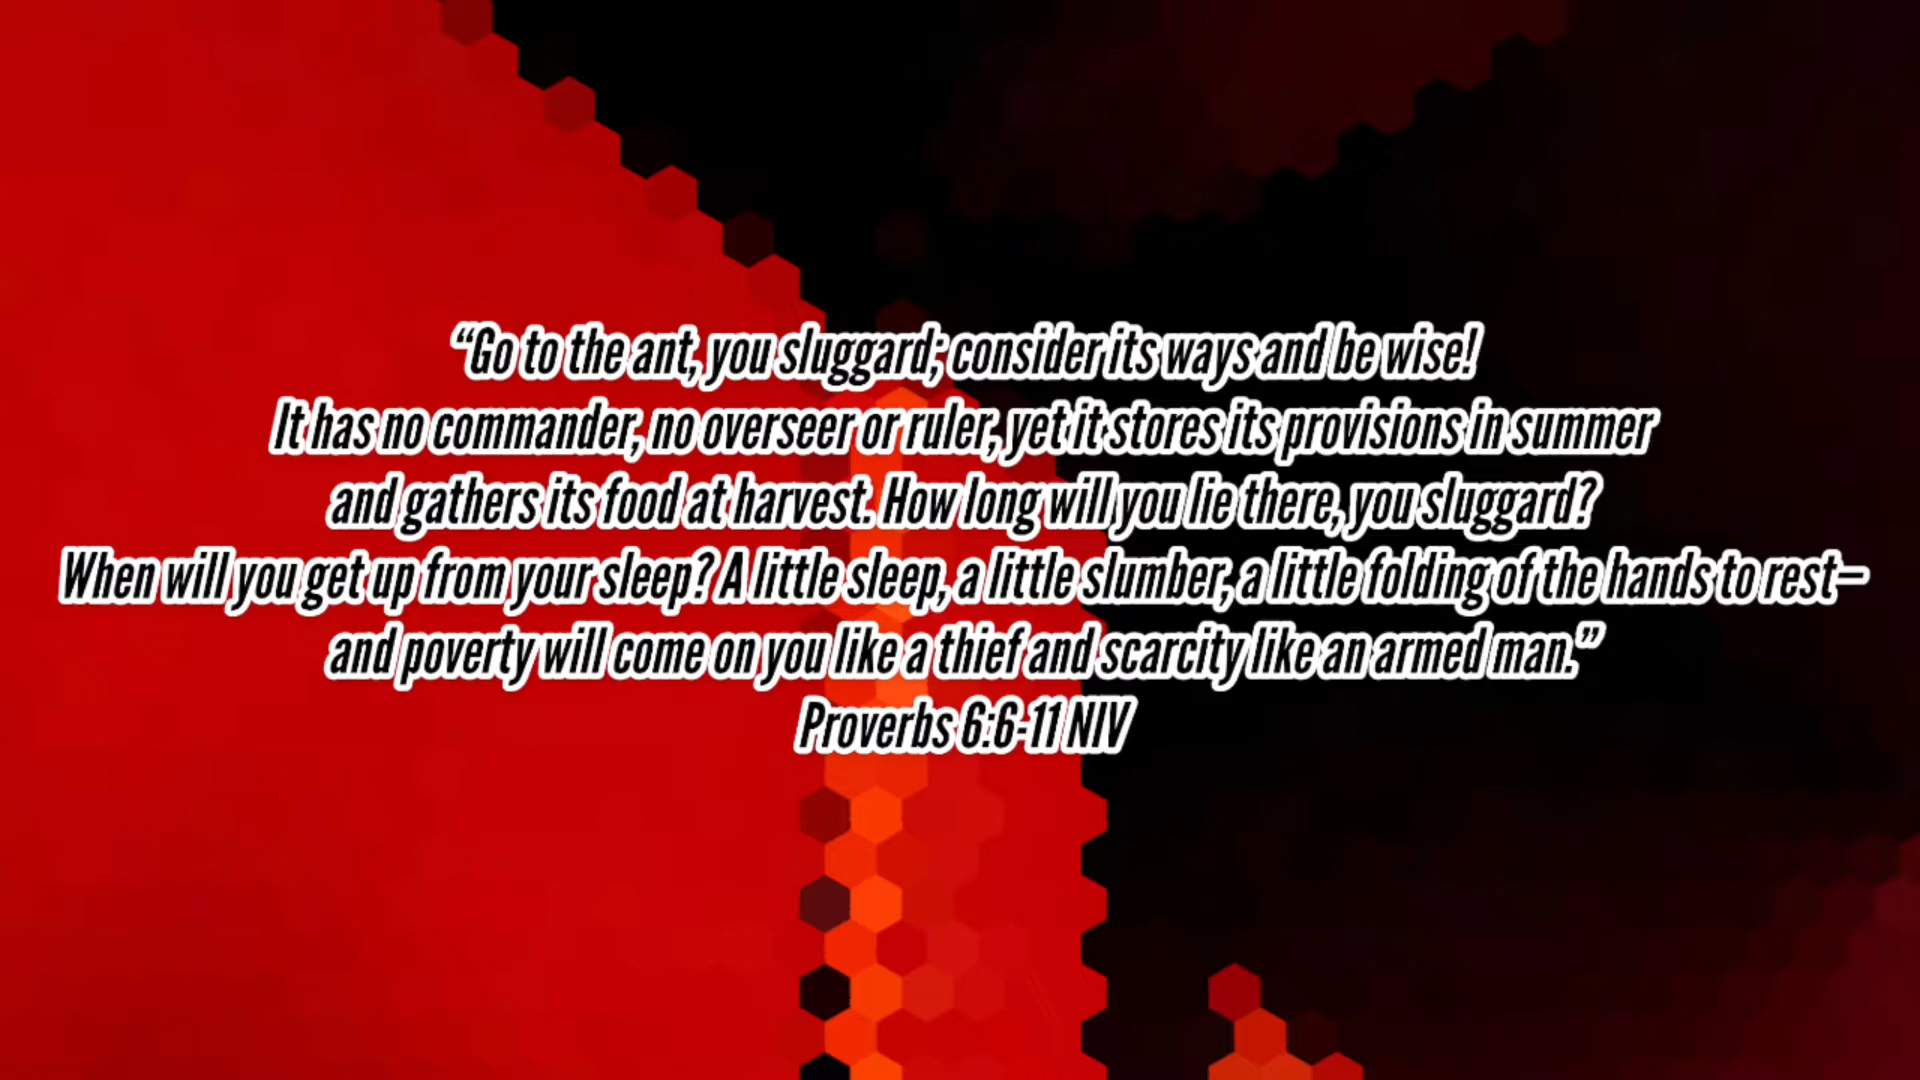 “Go to the ant, you sluggard; consider its ways and be wise!
It has no commander, no overseer or ruler, yet it stores its provisions in summer
and gathers its food at harvest. How long will you lie there, you sluggard?
When will you get up from your sleep? A little sleep, a little slumber, a little folding of the hands to rest—
and poverty will come on you like a thief and scarcity like an armed man.”
Proverbs 6:6-11 NIV